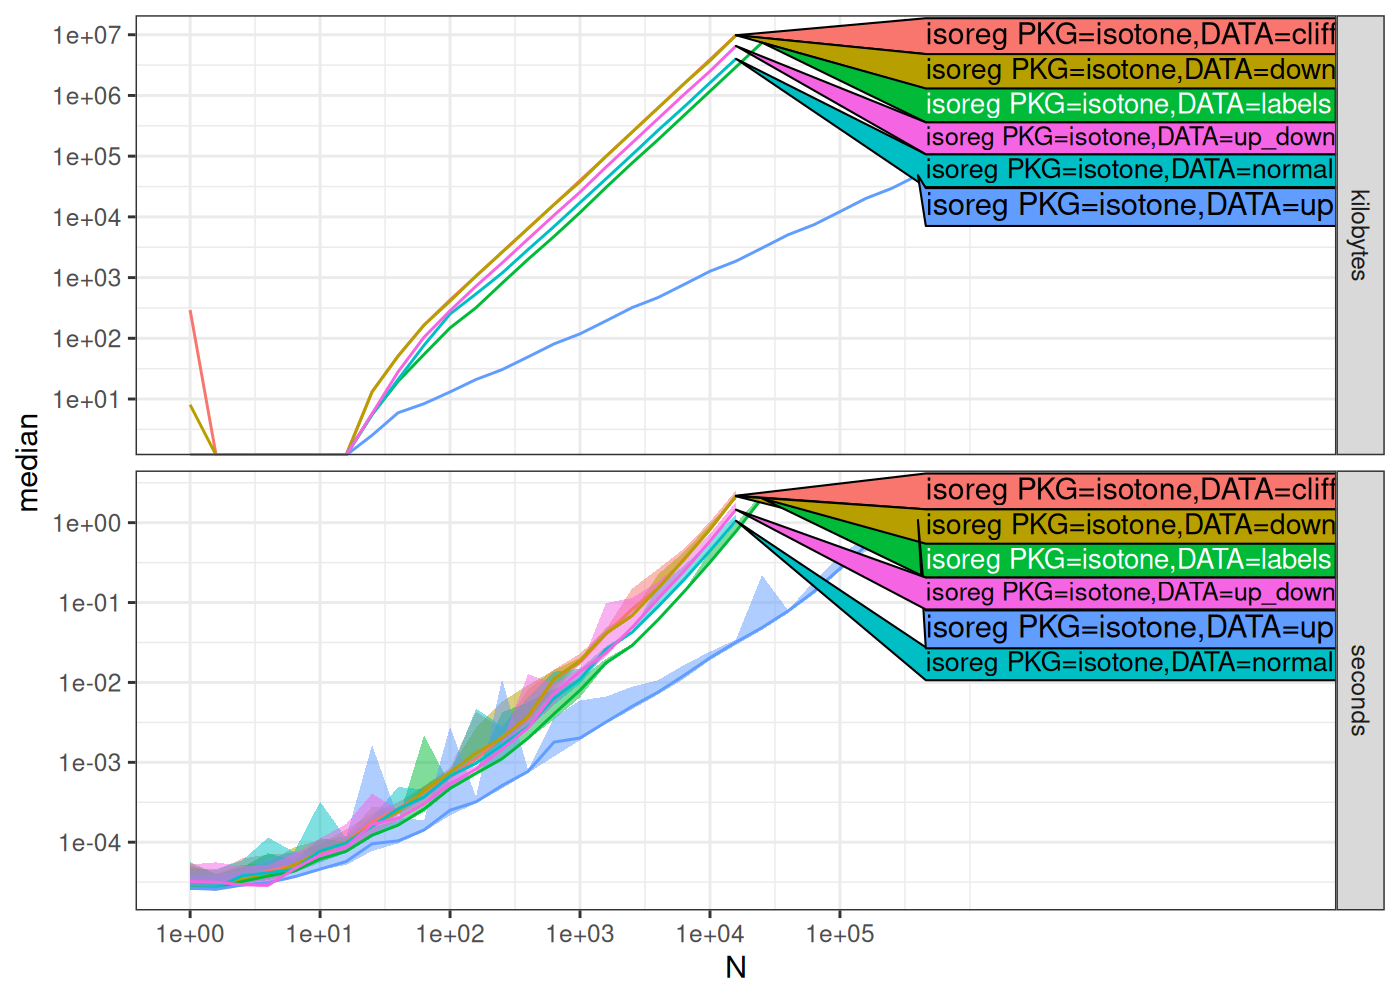 median
1e+07
1e+06
1e+05
1e+04
1e+03
1e+02
1e+01
isoreg PKG=isotone,DATA=cliff
isoreg PKG=isotone,DATA=down
isoreg PKG=isotone,DATA=labels
isoreg PKG=isotone,DATA=up_down
isoreg PKG=isotone,DATA=normal
isoreg PKG=isotone,DATA=up
kilobytes
1e+00
1e-01
1e-02
1e-03
1e-04
isoreg PKG=isotone,DATA=cliff
isoreg PKG=isotone,DATA=down
isoreg PKG=isotone,DATA=labels
isoreg PKG=isotone,DATA=up_down
isoreg PKG=isotone,DATA=up
isoreg PKG=isotone,DATA=normal
seconds
1e+00 1e+01 1e+02 1e+03 1e+04 1e+05
N